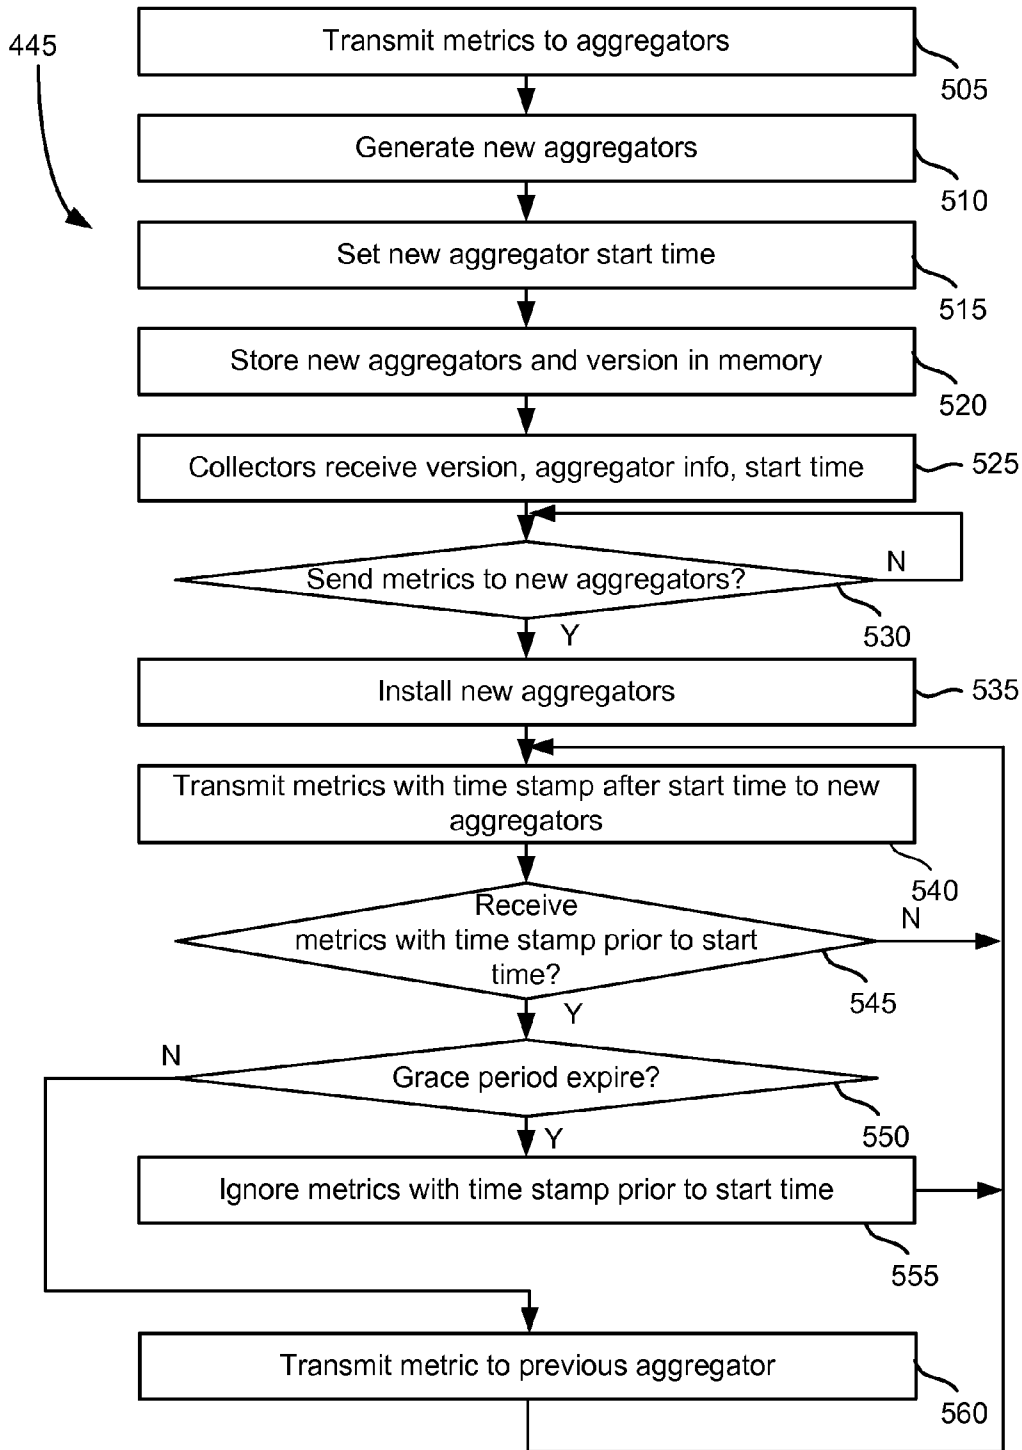 445
Transmit metrics to aggregators
505
Generate new aggregators
510
Set new aggregator start time
515
Store new aggregators and version in memory
520
Collectors receive version, aggregator info, start time
525
Send metrics to new aggregators?
N
530
Y
Install new aggregators
535
Transmit metrics with time stamp after start time to new
aggregators
540
Receive
metrics with time stamp prior to start
time?
N
545
Y
N
Grace period expire?
550
Y
Ignore metrics with time stamp prior to start time
555
Transmit metric to previous aggregator
560